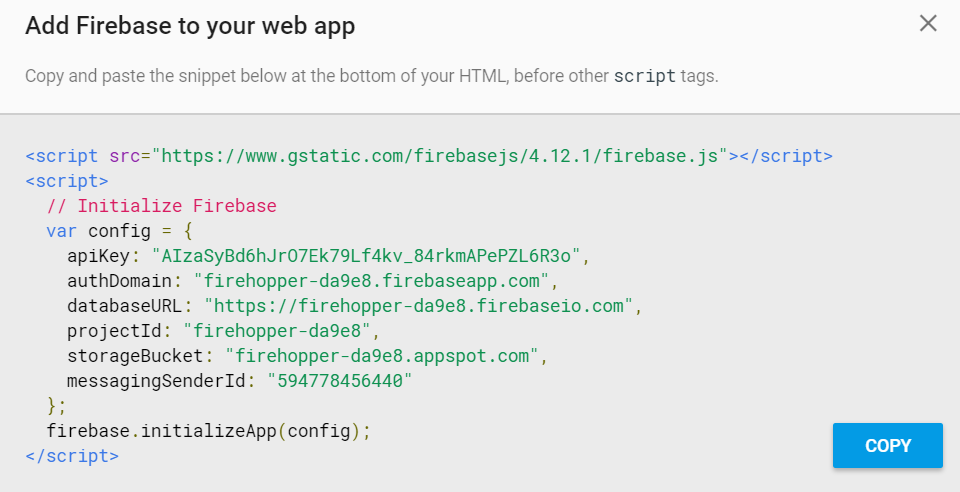 Add Firebase to your web app
Copy and paste the snippet below at the bottom of your HTML, before other script tags.
<script src="https://www.gstatic.com/firebasejs/4.12.1/firebase.js"></script>
<script>
  // Initialize Firebase
  var config = {
    apiKey: "AIzaSyBd6hJrO7Ek79Lf4kv_84rkmAPePZL6R3o",
    authDomain: "firehopper-da9e8.firebaseapp.com",
    databaseURL: "https://firehopper-da9e8.firebaseio.com",
    projectId: "firehopper-da9e8",
    storageBucket: "firehopper-da9e8.appspot.com",
    messagingSenderId: "594778456440"
  };
  firebase.initializeApp(config);
</script>
COPY